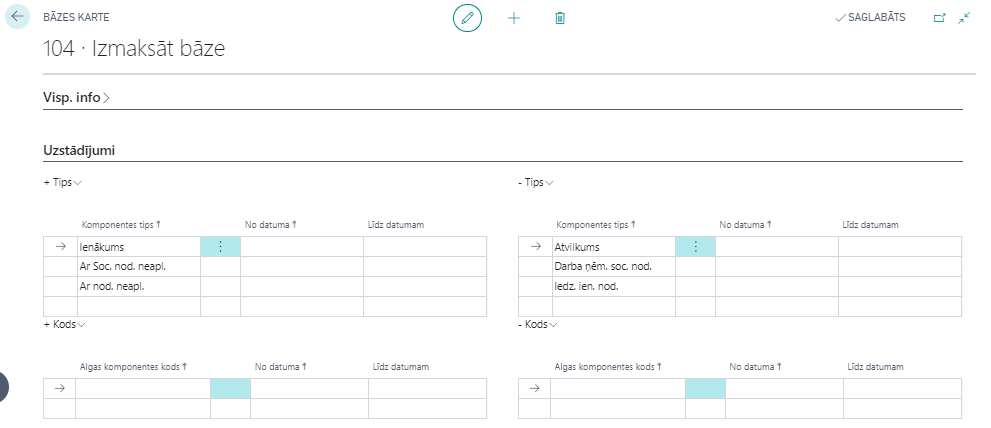 BĀZES KARTE
SAGLABĀTS
104 · Izmaksāt bāze
Visp. info
Uzstādījumi
+ Tips
- Tips
Komponentes tips ↑ No datuma ↑ Līdz datumam
Komponentes tips ↑ No datuma ↑ Līdz datumam
Ienākums
Atvilkums
Ar Soc. nod. neapl.
Darba ņēm. soc. nod.
Ar nod. neapl.
Iedz. ien. nod.
+ Kods
- Kods
Algas komponentes kods ↑ No datuma ↑ Līdz datumam
Algas komponentes kods ↑ No datuma ↑ Līdz datumam